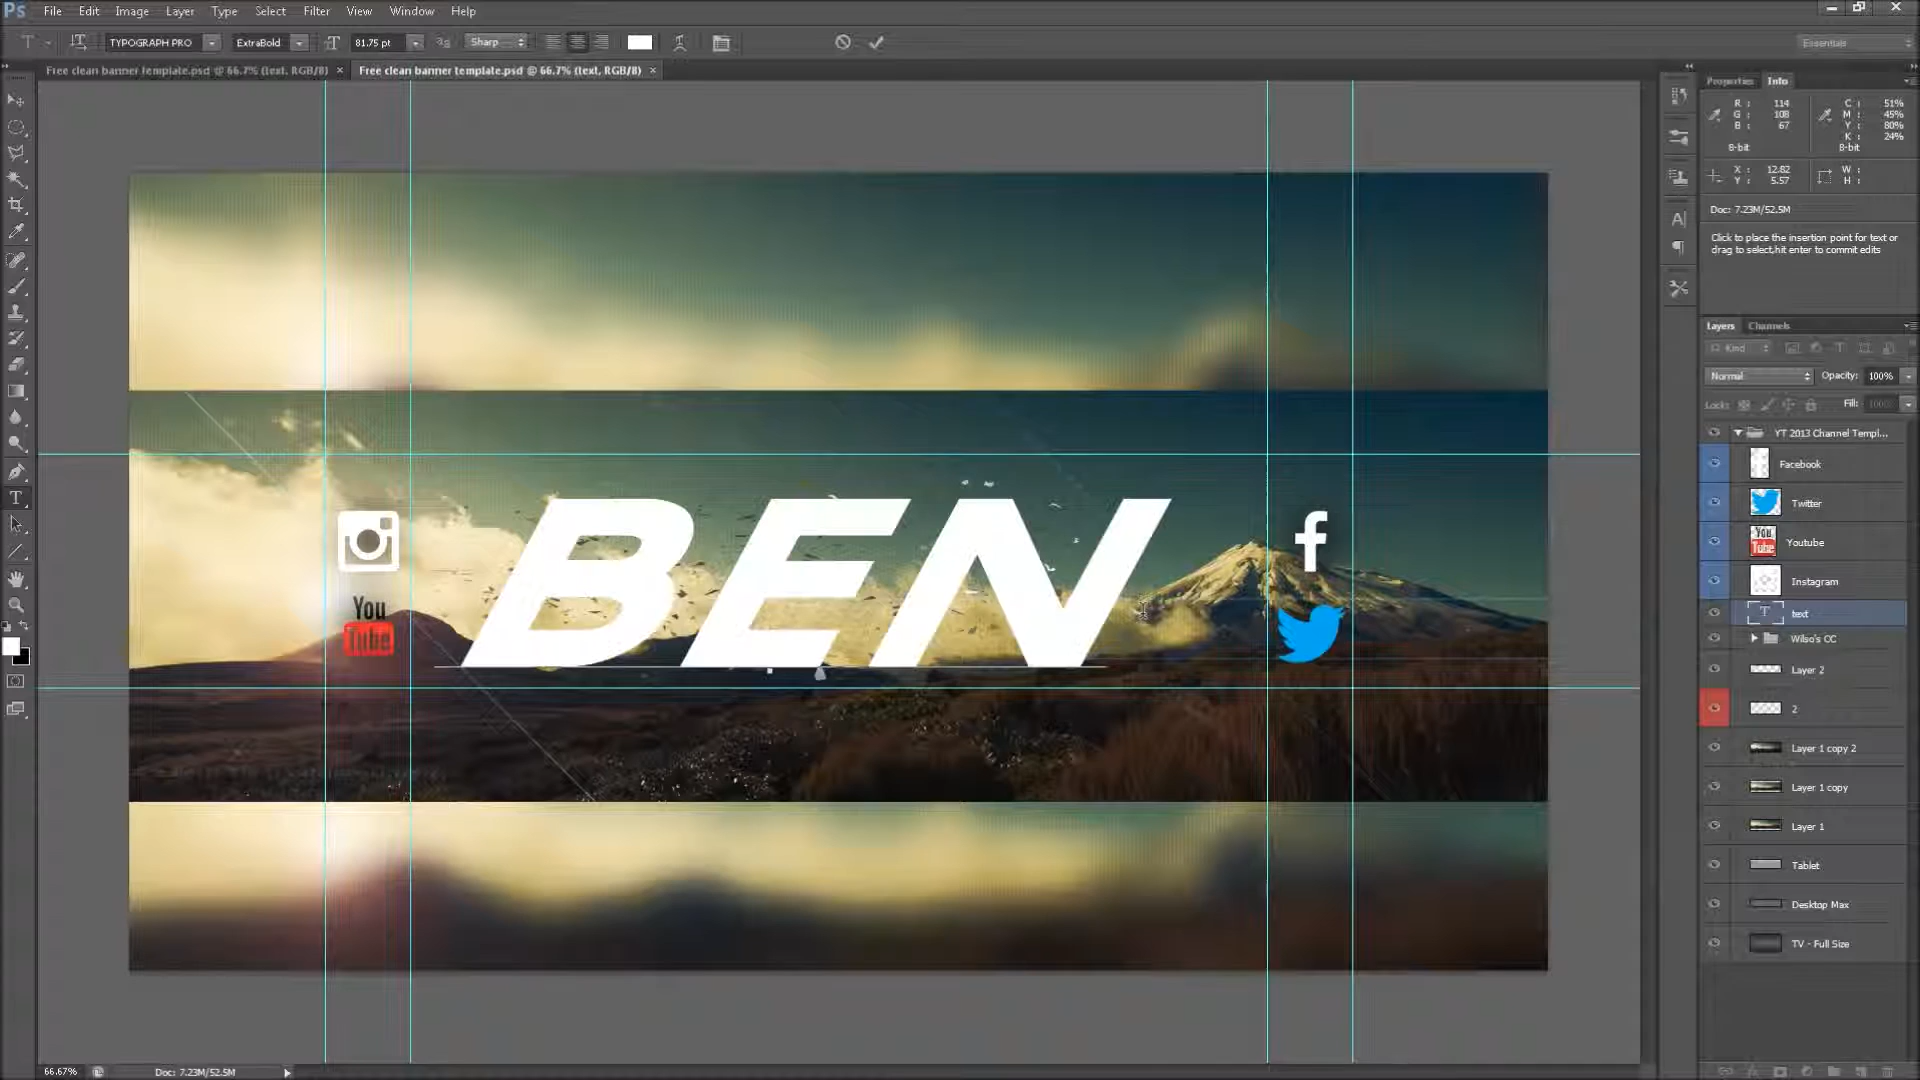 Ps File Edit Image Layer Type Select Filter View Window Help
TYPOGRAPH PRO ExtraBold 81.75 pt Sharp Essentials
Free clean banner template.psd @ 66.7% (text, RGB/8) × Free clean banner template.psd @ 66.7% (text, RGB/8) ×
Properties Info
R: 114 C: 51%
G: 108 M: 45%
B: 67 Y: 80%
K: 24%
8-bit 8-bit
X: 12.82 W:
Y: 5.57 H:
Doc: 7.23M/52.5M
Click to place the insertion point for text or
drag to select.hit enter to commit edits
Layers Channels
Kind
Normal Opacity: 100%
Lock: Fill: 100%
YT 2013 Channel Templ...
Facebook
Twitter
You Tube Youtube
Instagram
text
Wilso's CC
Layer 2
2
Layer 1 copy 2
Layer 1 copy
Layer 1
Tablet
Desktop Max
TV - Full Size
BEN
f
You
Tube
66.67% Doc: 7.23M/52.5M